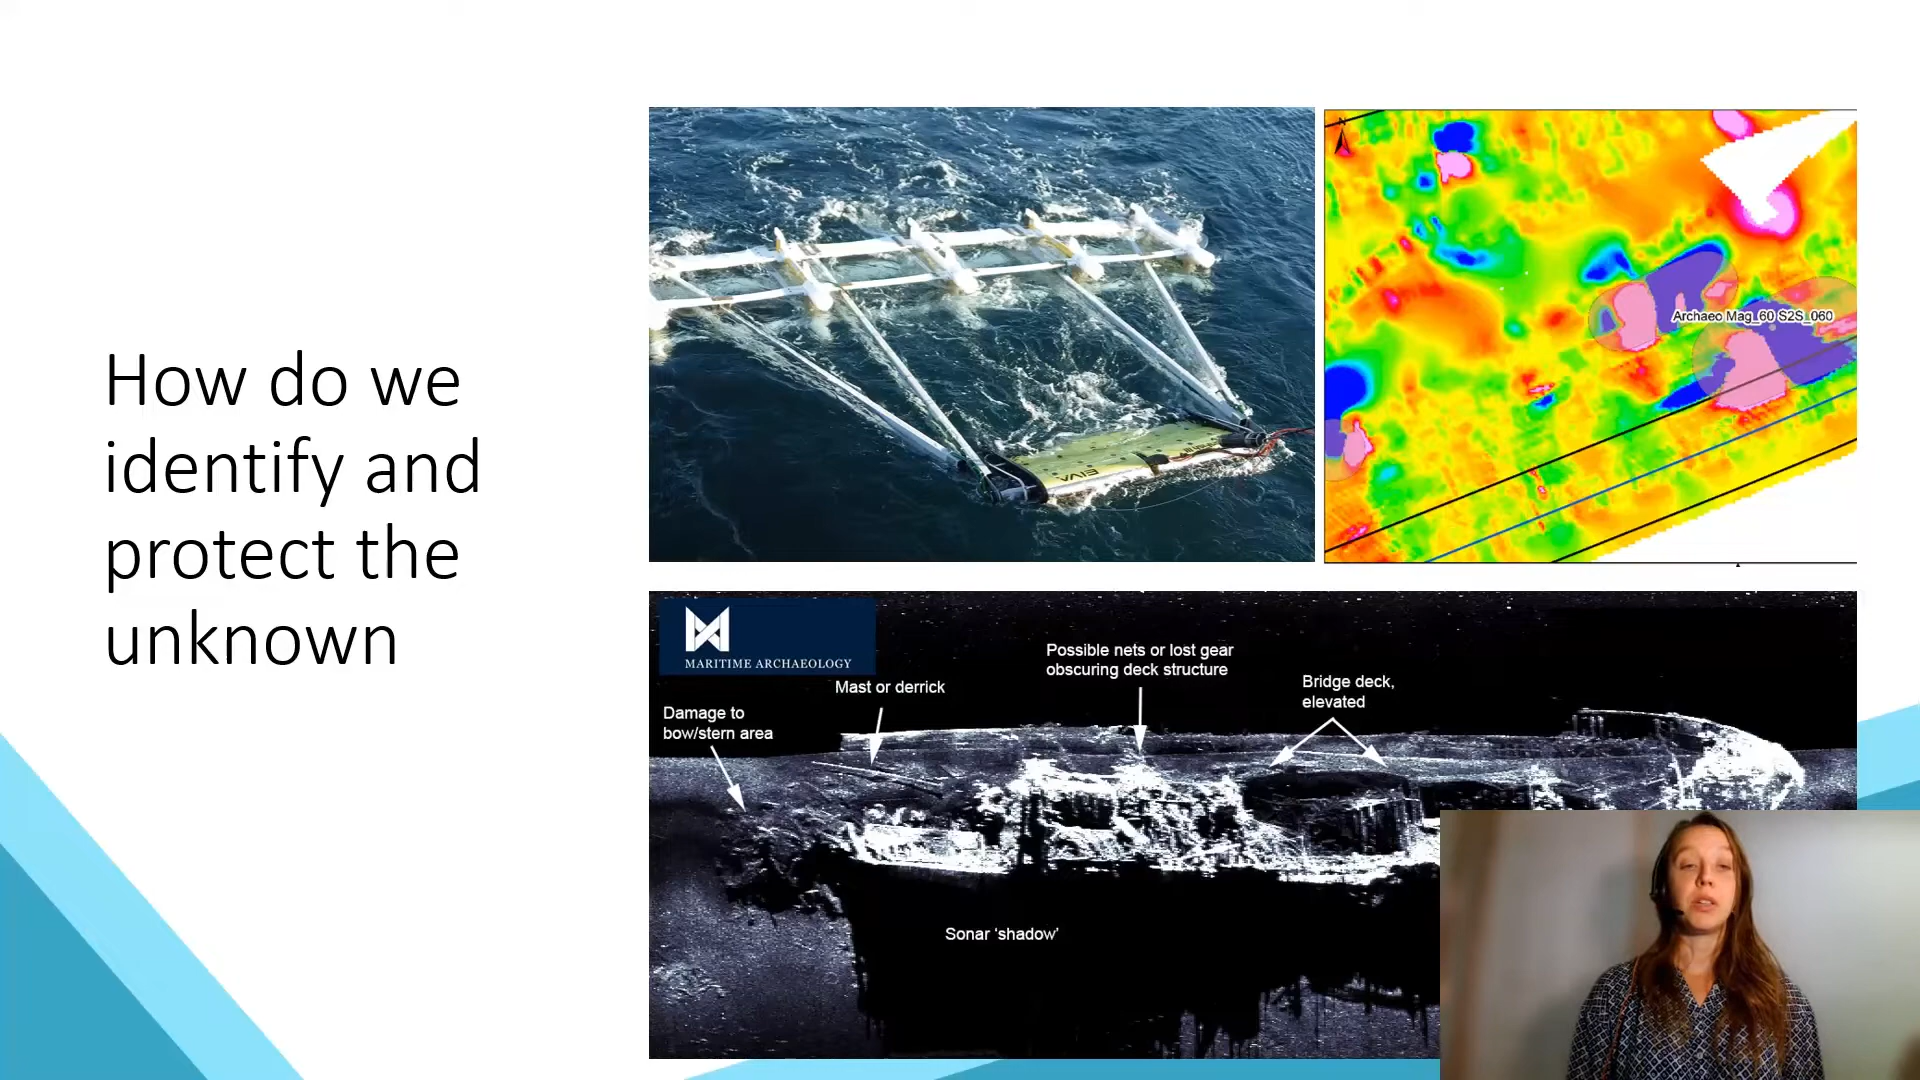 How do we
identify and
protect the
unknown
EIVA
N
Archaeo Mag_60 S2S_060
MARITIME ARCHAEOLOGY
Damage to
bow/stern area
Mast or derrick
Possible nets or lost gear
obscuring deck structure
Bridge deck,
elevated
Sonar ‘shadow’